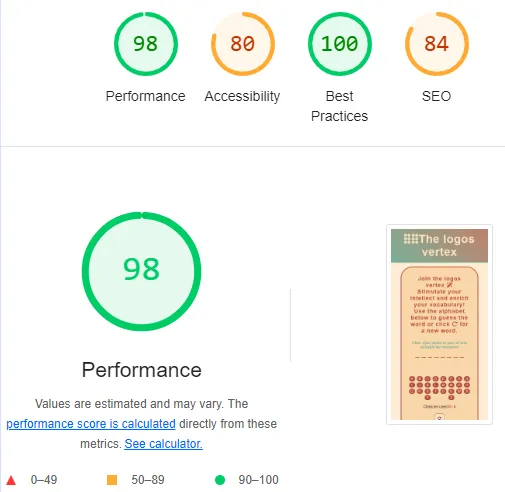 98
80
100
84
Performance
Accessibility
Best
Practices
SEO
98
Performance
Values are estimated and may vary. The
performance score is calculated directly from these
metrics. See calculator.
0–49
50–89
90–100
The logos
vertex
Join the logos
vertex
Stimulate your
intellect and enrich
your vocabulary!
Use the alphabet
below to guess the
word or click for
a new word.